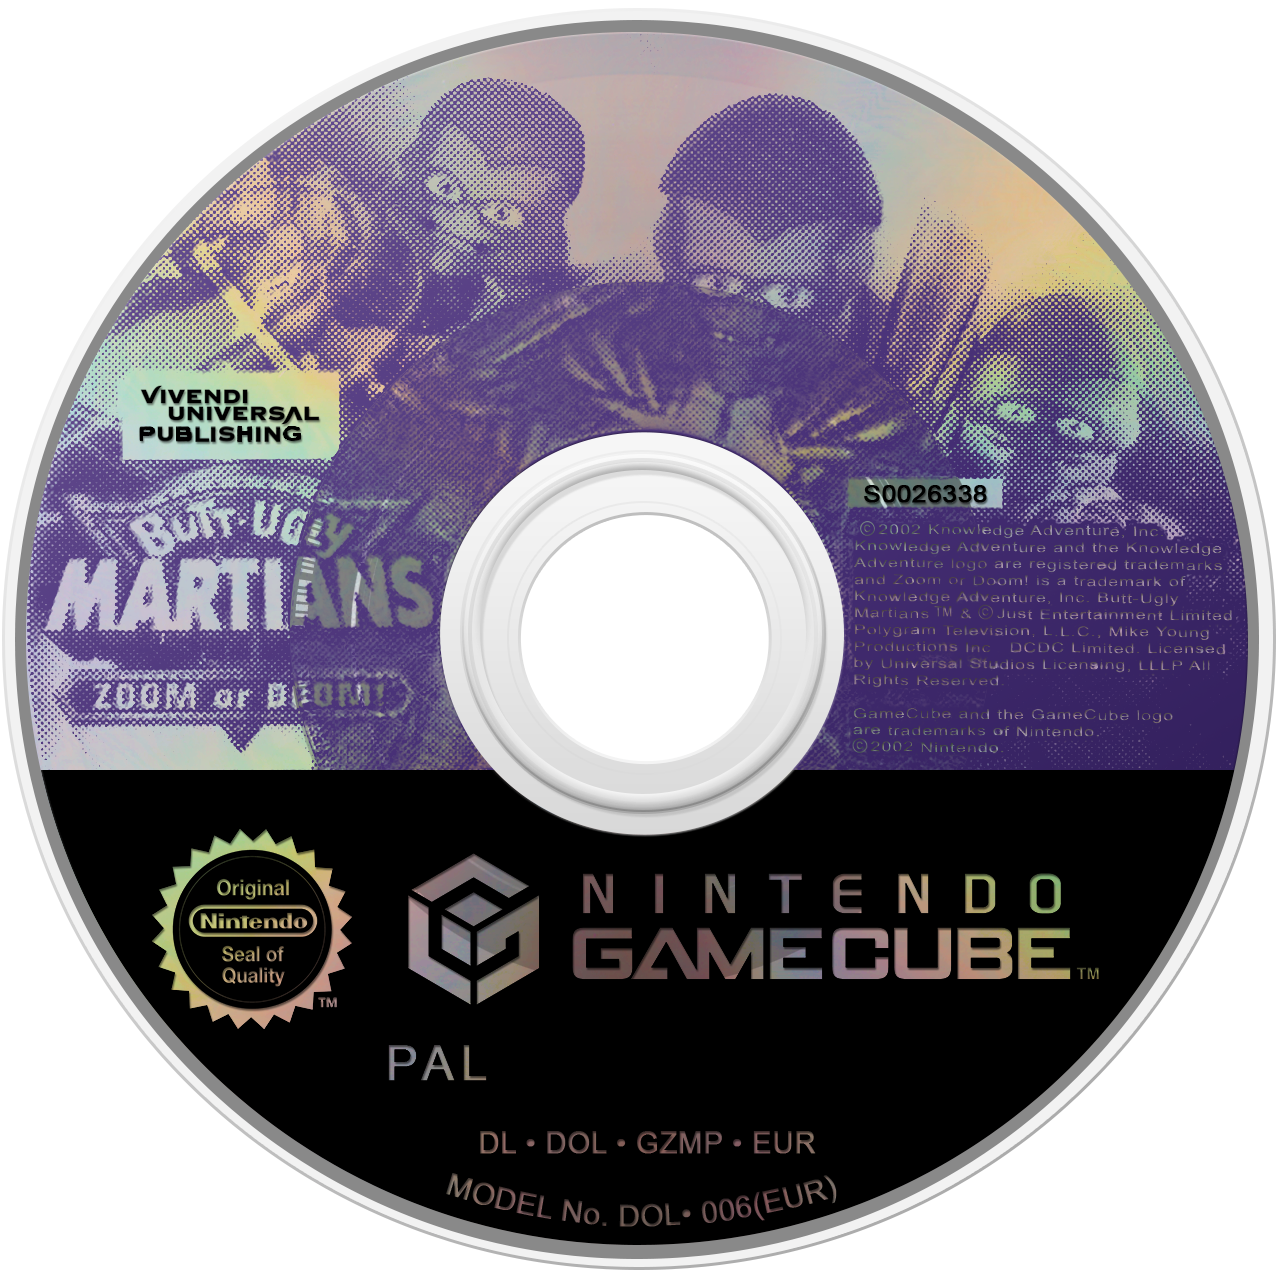 VIVENDI
UNIVERSAL
PUBLISHING
BUTT-UGLY
MARTIANS
ZOOM or DOOM!
S0026338
©2002 Knowledge Adventure, Inc.
Knowledge Adventure and the Knowledge
Adventure logo are registered trademarks
and Zoom or Doom! is a trademark of
Knowledge Adventure, Inc. Butt-Ugly
Martians™ & ©Just Entertainment Limited,
Polygram Television, L.L.C., Mike Young
Productions Inc DCDC Limited. Licensed
by Universal Studios Licensing, LLLP All
Rights Reserved.
GameCube and the GameCube logo
are trademarks of Nintendo.
©2002 Nintendo.
Original
Nintendo
Seal of
Quality
TM
NINTENDO
GAMECUBE™
PAL
DL • DOL • GZMP • EUR
MODEL No. DOL• 006(EUR)